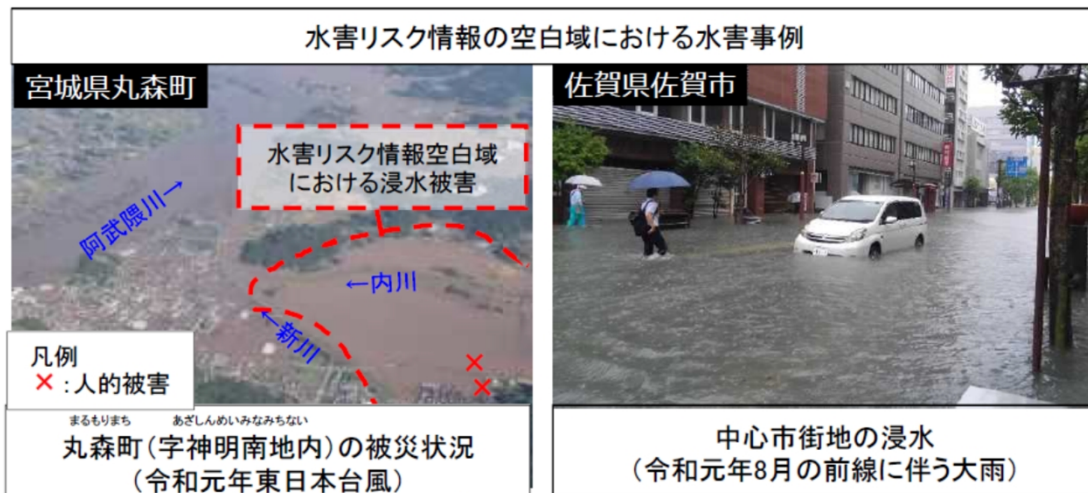 水害リスク情報の空白域における水害事例
宮城県丸森町
水害リスク情報空白域
における浸水被害
阿武隈川→
←内川
←新川
凡例
×：人的被害
まるもりまち あざしんめいみなみちない
丸森町（字神明南地内）の被災状況
（令和元年東日本台風）
佐賀県佐賀市
中心市街地の浸水
（令和元年8月の前線に伴う大雨）